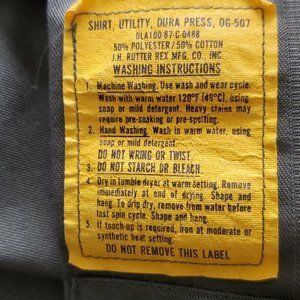 SHIRT, UTILITY, DURA PRESS, OG-507
DLA100 87-C 0488
50% POLYESTER / 50% COTTON
J.H. RUTTER REX MFG. CO., INC.
WASHING INSTRUCTIONS
1. Machine Washing. Use wash and wear cycle.
Wash with warm water 120°F (49°C), using
soap or mild detergent. Heavy stains may
require pre-soaking or pre-spotting.
2. Hand Washing. Wash in warm water, using
soap or mild detergent.
DO NOT WRING OR TWIST.
3. DO NOT STARCH OR BLEACH.
4. Dry in tumble dryer at warm setting. Remove
immediately at end of drying. Shape and
hang. To drip dry, remove from water before
last spin cycle. Shape and hang.
5. If touch-up is required, iron at moderate or
synthetic heat setting.
DO NOT REMOVE THIS LABEL